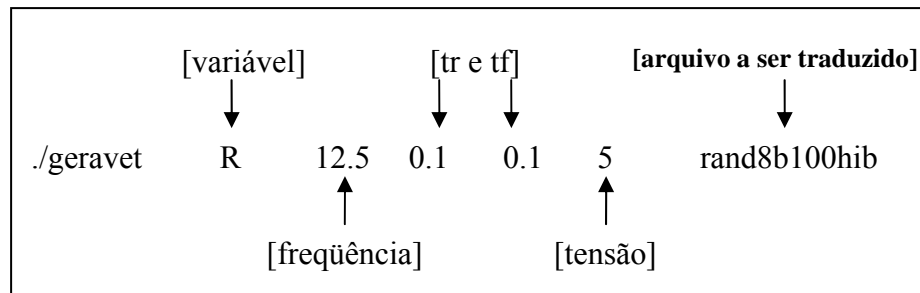 [variável] [tr e tf] [arquivo a ser traduzido]
./geravet R 12.5 0.1 0.1 5 rand8b100hib
[freqüência] [tensão]